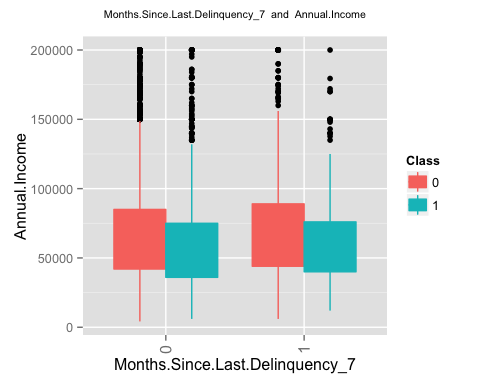 Months.Since.Last.Delinquency_7 and Annual.Income
200000
150000
100000
50000
0
Annual.Income
0
1
Months.Since.Last.Delinquency_7
Class
0
1